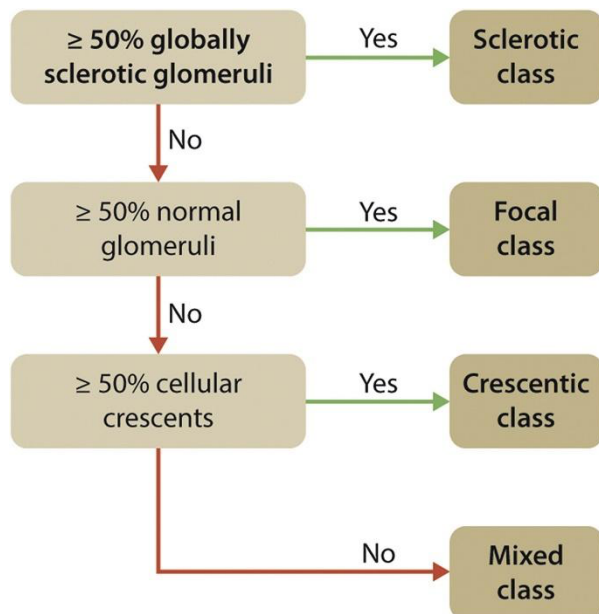 ≥ 50% globally
sclerotic glomeruli
Yes
Sclerotic
class
No
≥ 50% normal
glomeruli
Yes
Focal
class
No
≥ 50% cellular
crescents
Yes
Crescentic
class
No
Mixed
class